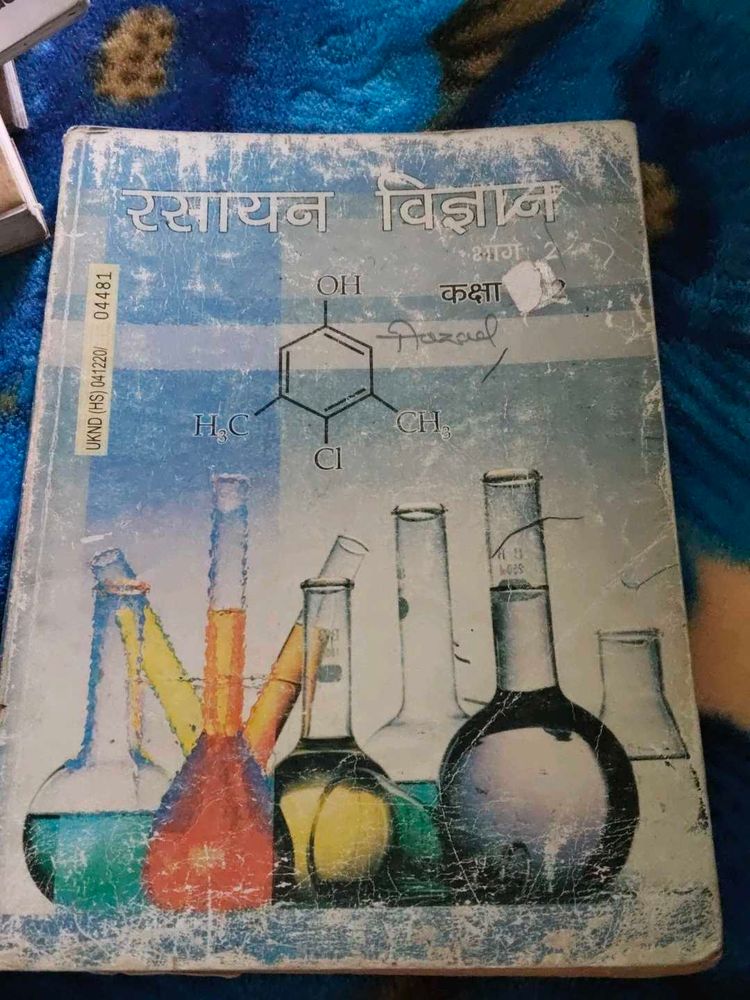 रसायन विज्ञान
भाग 2
कक्षा
OH
H₃C
CH₃
Cl
UKND (HS) 041220/ 04481